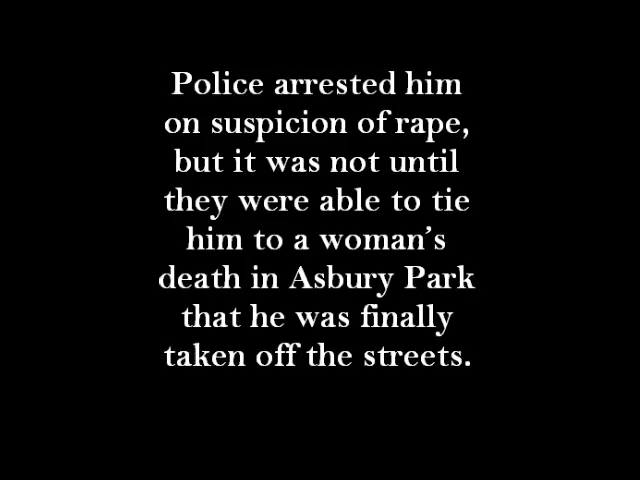 Police arrested him
on suspicion of rape,
but it was not until
they were able to tie
him to a woman’s
death in Asbury Park
that he was finally
taken off the streets.